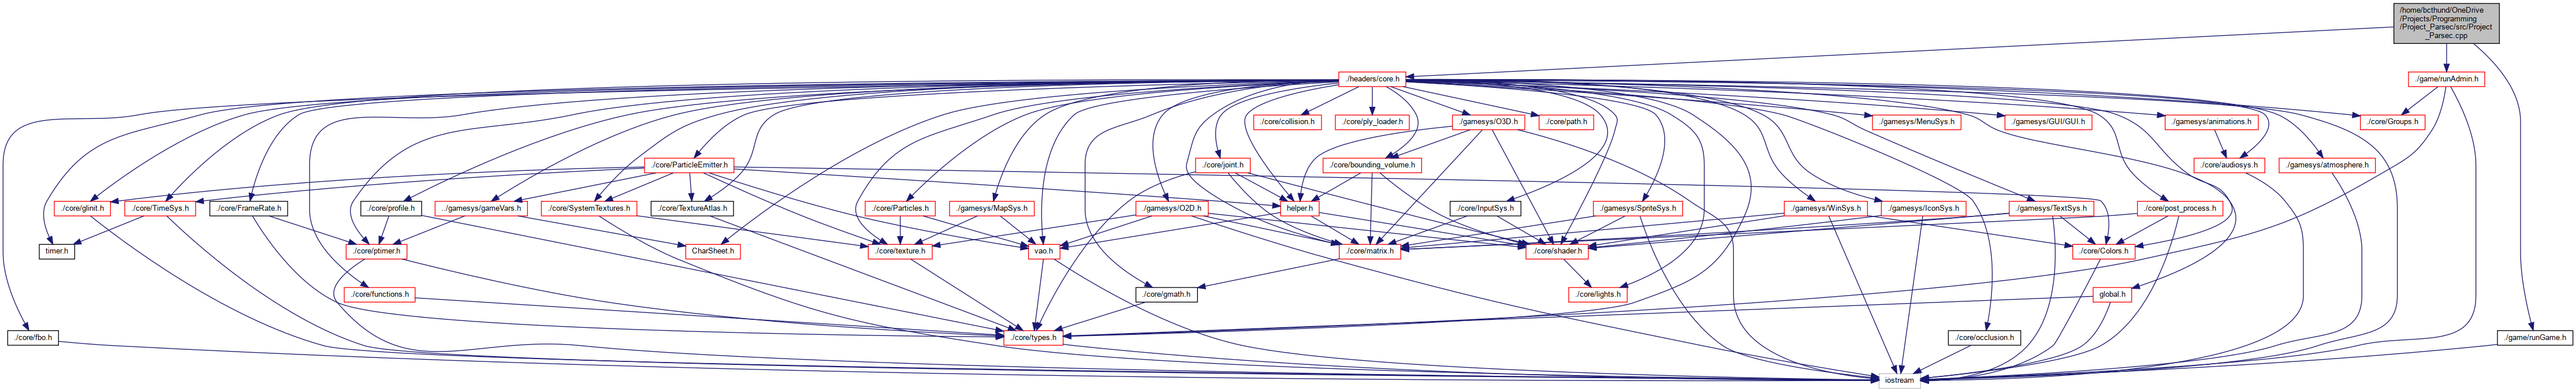 /home/bcthund/OneDrive
/Projects/Programming
/Project_Parsec/src/Project
_Parsec.cpp
./headers/core.h
./game/runAdmin.h
./core/collision.h
./core/ply_loader.h
./gamesys/O3D.h
./core/path.h
./gamesys/MenuSys.h
./gamesys/GUI/GUI.h
./gamesys/animations.h
./core/Groups.h
./core/ParticleEmitter.h
./core/joint.h
./core/bounding_volume.h
./core/audiosys.h
./gamesys/atmosphere.h
./core/glinit.h
./core/TimeSys.h
./core/FrameRate.h
./core/profile.h
./gamesys/gameVars.h
./core/SystemTextures.h
./core/TextureAtlas.h
./core/Particles.h
./gamesys/MapSys.h
./gamesys/O2D.h
helper.h
./core/InputSys.h
./gamesys/SpriteSys.h
./gamesys/WinSys.h
./gamesys/IconSys.h
./gamesys/TextSys.h
./core/post_process.h
timer.h
./core/ptimer.h
CharSheet.h
./core/texture.h
vao.h
./core/matrix.h
./core/shader.h
./core/Colors.h
./core/functions.h
./core/gmath.h
./core/lights.h
global.h
./core/fbo.h
./core/types.h
./core/occlusion.h
./game/runGame.h
iostream